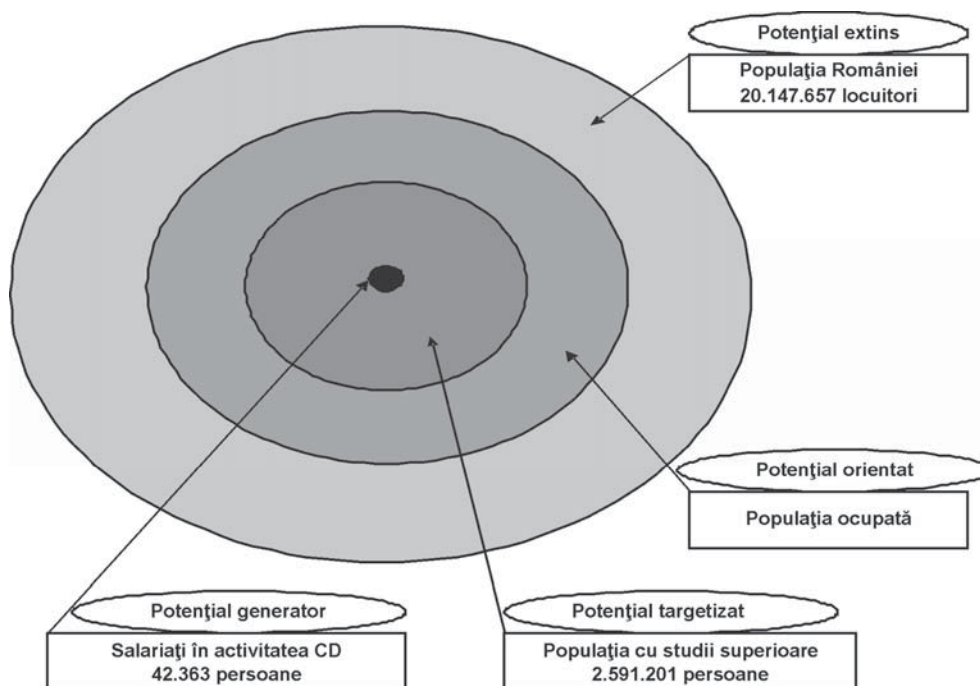 Potenţial extins
Populaţia României
20.147.657 locuitori
Potenţial orientat
Populaţia ocupată
Potenţial generator
Salariaţi în activitatea CD
42.363 persoane
Potenţial targetizat
Populaţia cu studii superioare
2.591.201 persoane